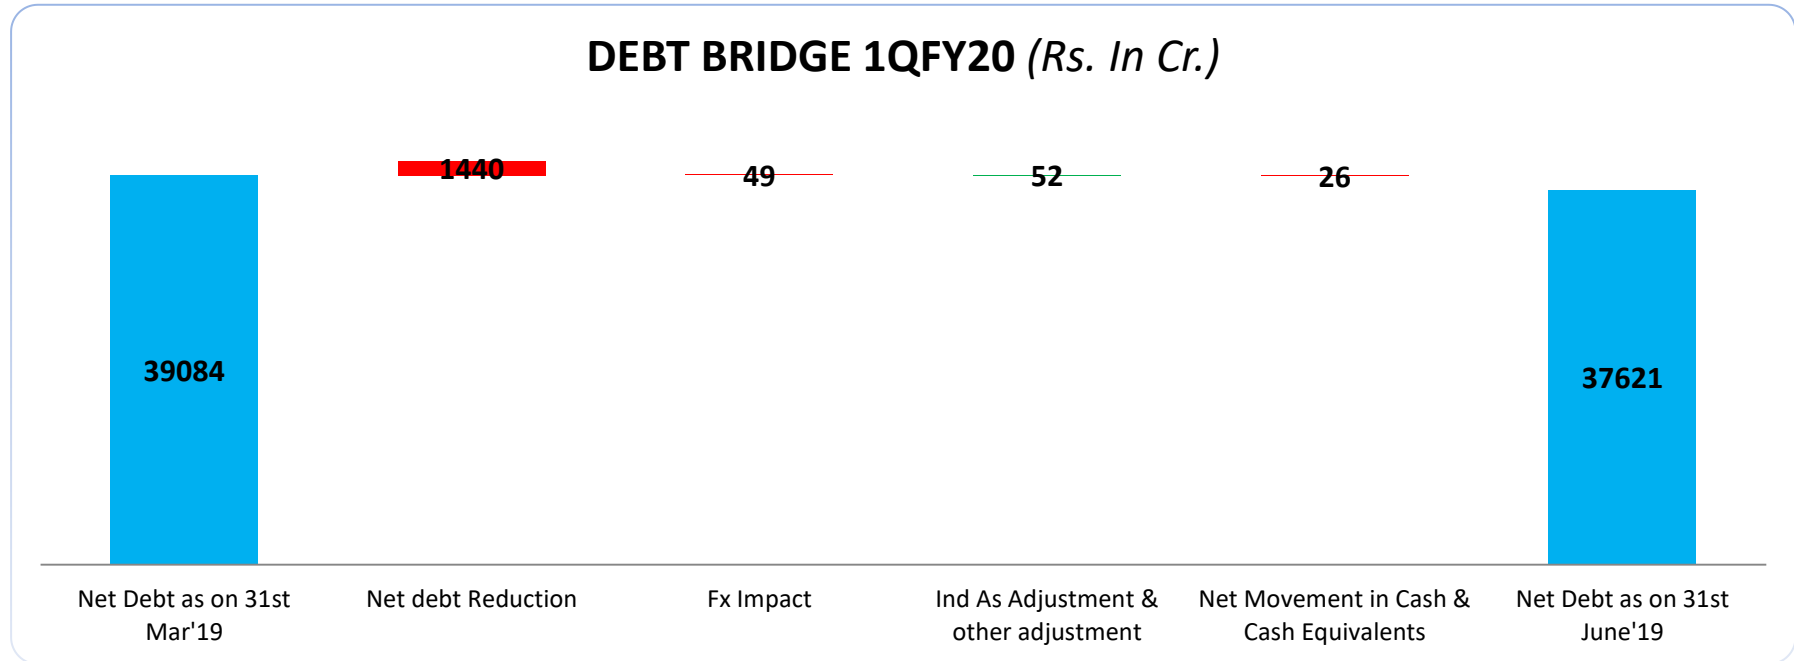 DEBT BRIDGE 1QFY20 (Rs. In Cr.)
1440
49
52
26
39084
37621
Net Debt as on 31st
Mar'19
Net debt Reduction
Fx Impact
Ind As Adjustment &
other adjustment
Net Movement in Cash &
Cash Equivalents
Net Debt as on 31st
June'19